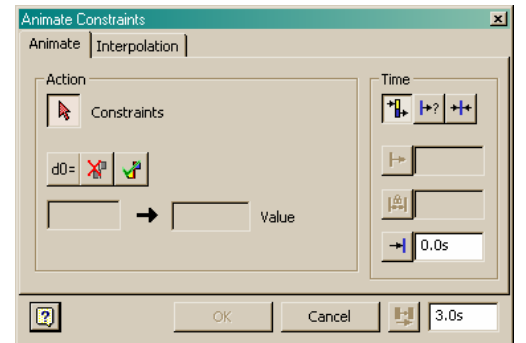 Animate Constraints
Animate Interpolation
Action
Constraints
d0=
Value
Time
?
0.0s
?
OK
Cancel
3.0s